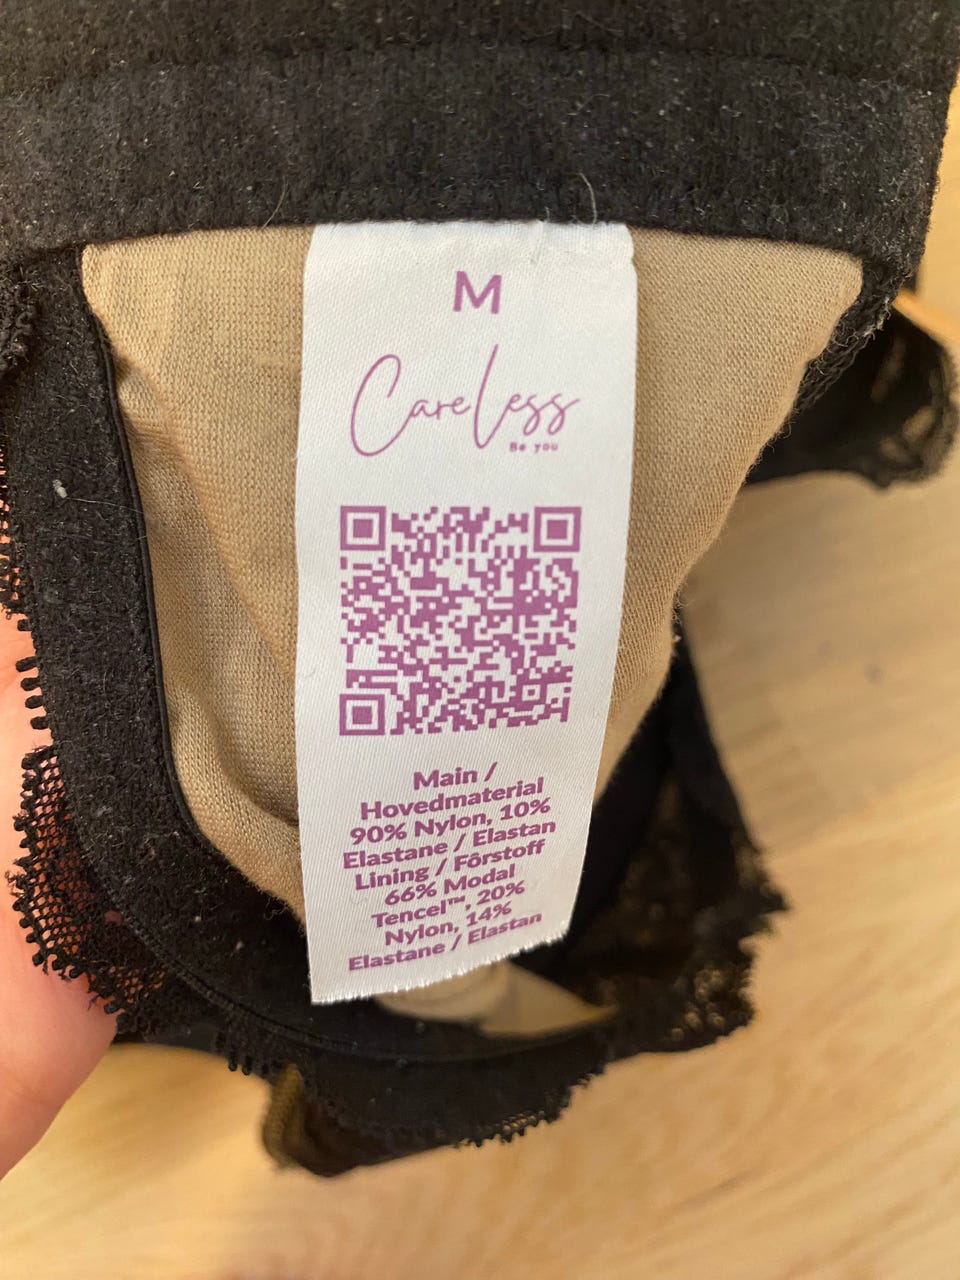 M
Careless
Be you
Main /
Hovedmaterial
90% Nylon, 10%
Elastane / Elastan
Lining / Fôrstoff
66% Modal
Tencel™, 20%
Nylon, 14%
Elastane / Elastan